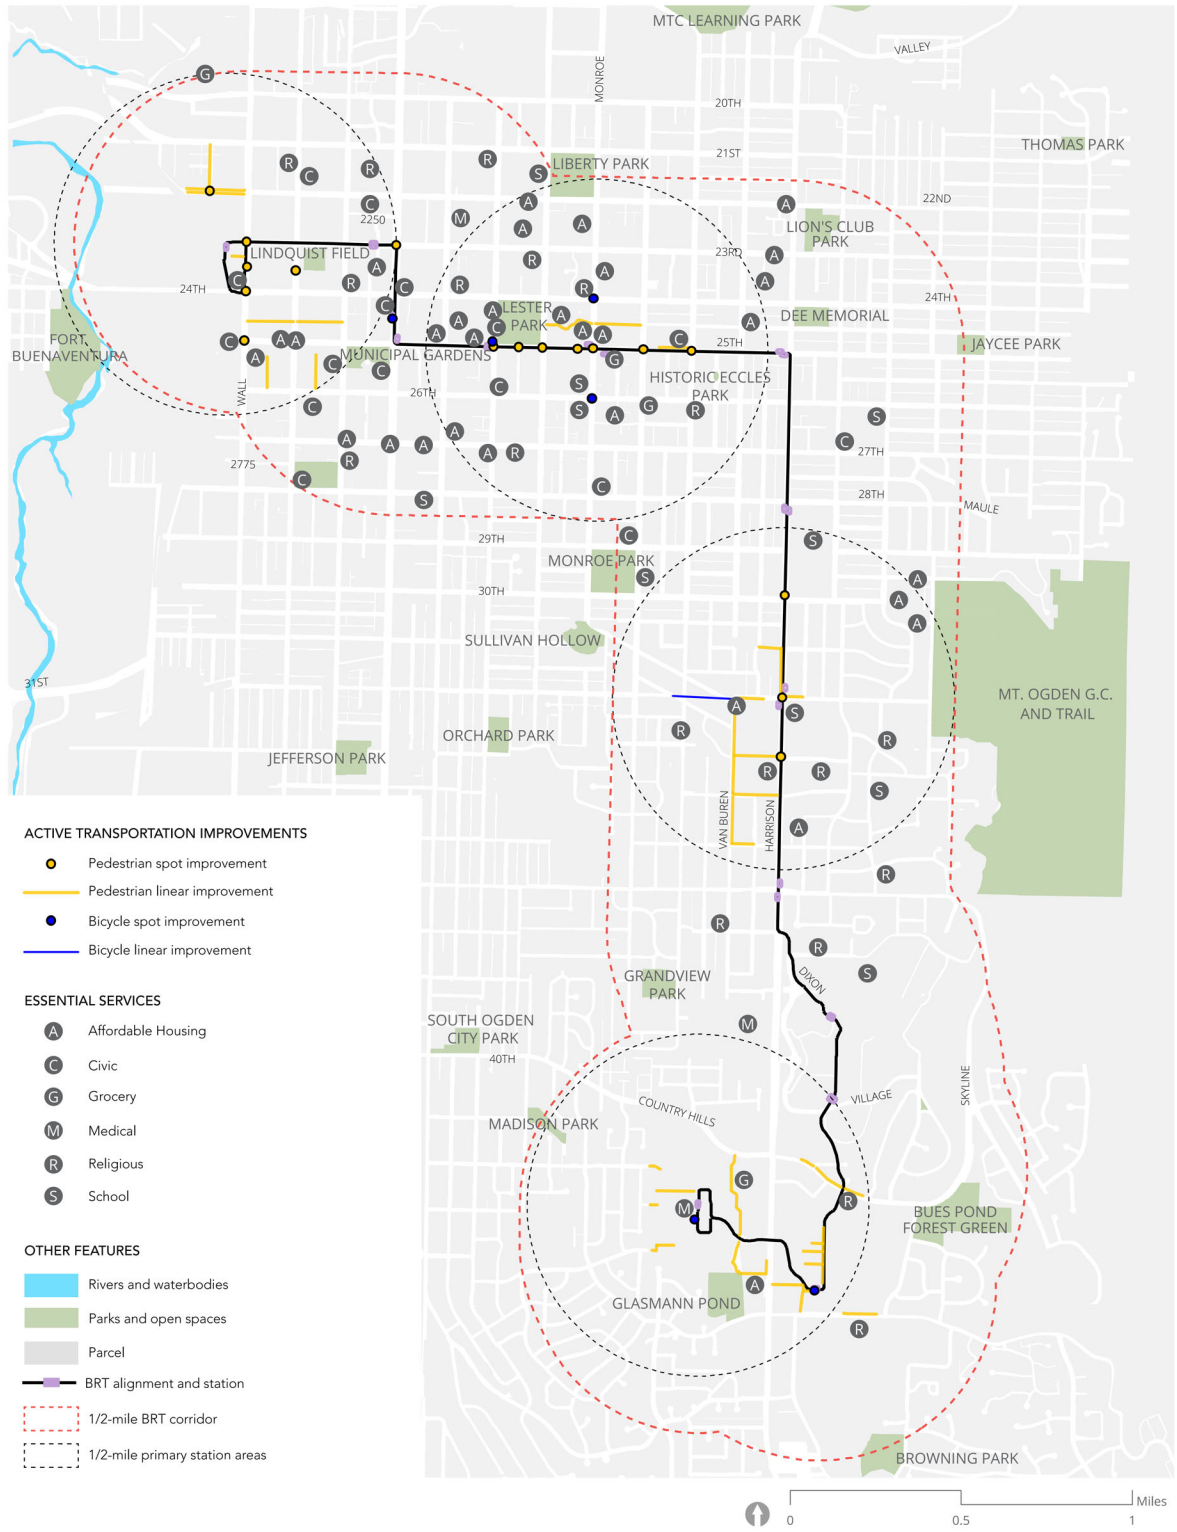 MTC LEARNING PARK
VALLEY
MONROE
G
20TH
THOMAS PARK
21ST
R
R
C
R
S
LIBERTY PARK
22ND
C
A
A
2250
M
A
A
LION'S CLUB
PARK
23RD
LINDQUIST FIELD
A
R
A
A
C
R
C
R
R
A
24TH
24TH
C
A
LESTER
PARK
A
A
C
A
DEE MEMORIAL
A
FORT
BUENAVENTURA
C
A
A
A
A
A
A
C
25TH
JAYCEE PARK
A
MUNICIPAL GARDENS
C
C
G
HISTORIC ECCLES
PARK
WALL
26TH
C
S
C
S
A
G
R
S
A
A
A
A
C
27TH
2775
R
A
R
C
S
C
28TH
MAULE
29TH
C
S
MONROE PARK
S
A
30TH
A
A
SULLIVAN HOLLOW
31ST
MT. OGDEN G.C.
AND TRAIL
A
S
ORCHARD PARK
R
R
JEFFERSON PARK
R
R
S
VAN BUREN
HARRISON
A
ACTIVE TRANSPORTATION IMPROVEMENTS
Pedestrian spot improvement
R
Pedestrian linear improvement
Bicycle spot improvement
R
Bicycle linear improvement
R
DIXON
S
GRANDVIEW
PARK
ESSENTIAL SERVICES
A Affordable Housing
SOUTH OGDEN
CITY PARK
M
40TH
C Civic
G Grocery
COUNTRY HILLS
VILLAGE
SKYLINE
M Medical
MADISON PARK
R Religious
S School
G
M
R
BUES POND
FOREST GREEN
OTHER FEATURES
Rivers and waterbodies
A
GLASMANN POND
Parks and open spaces
R
Parcel
BRT alignment and station
1/2-mile BRT corridor
1/2-mile primary station areas
BROWNING PARK
Miles
0
0.5
1